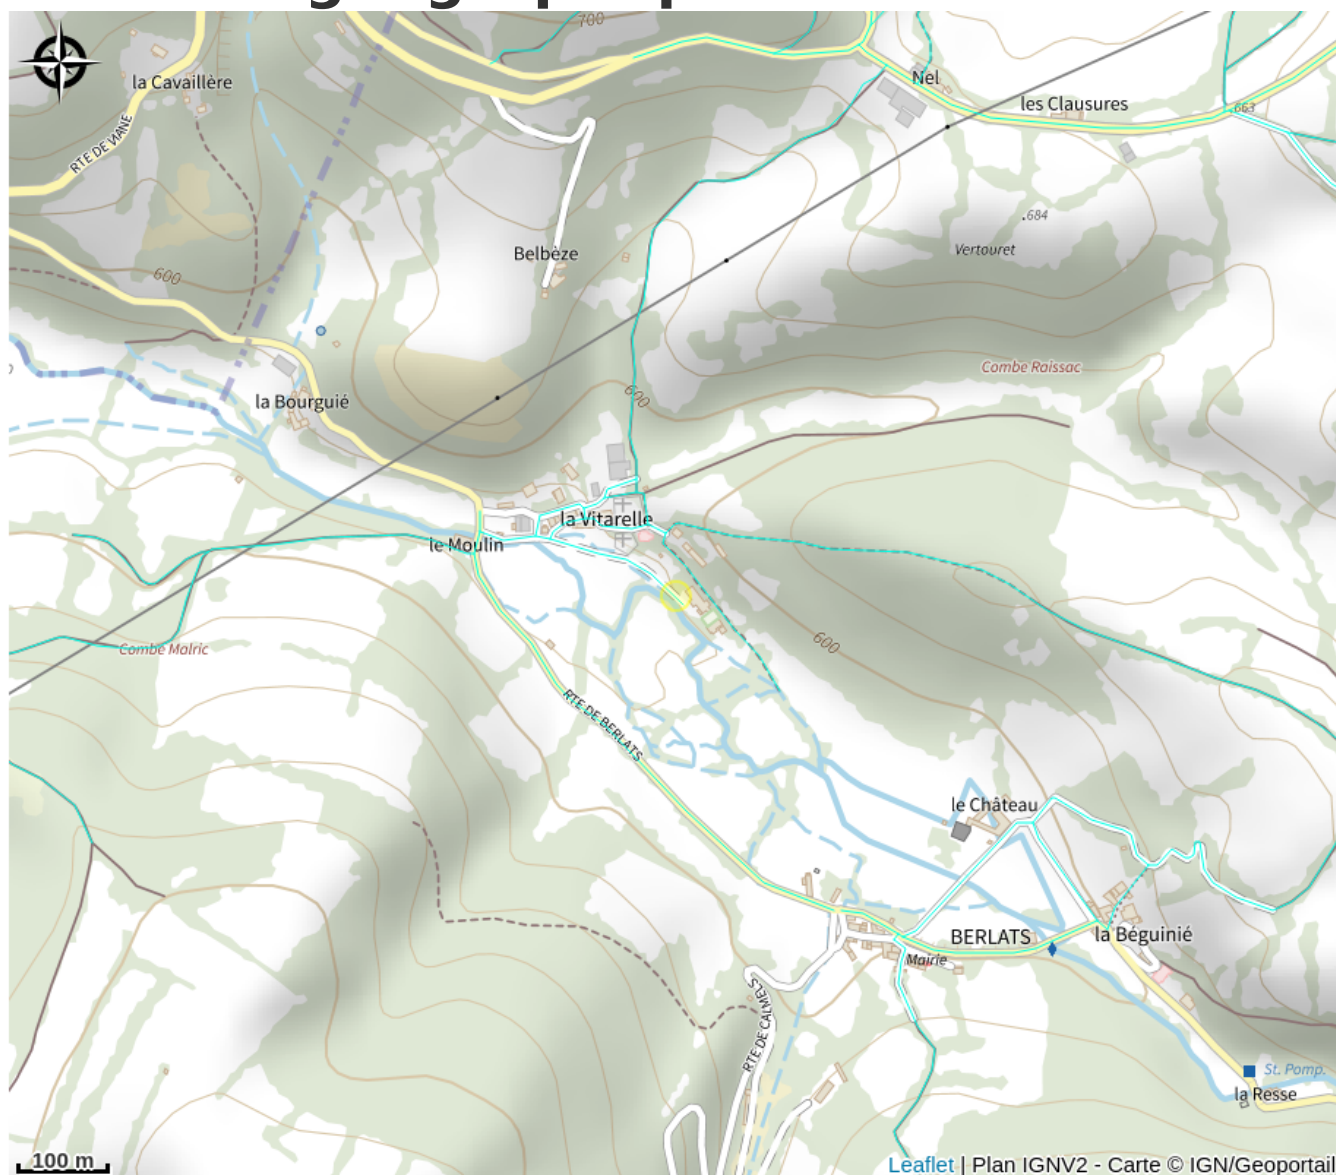 700
la Cavaillère
Nel
les Clausures
663
RTE DE VIANE
.684
Vertouret
Belbèze
600
Combe Raissac
600
la Bourguié
la Vitarelle
le Moulin
600
Combe Malric
RTE DE BERLATS
le Château
BERLATS
la Béguinié
Mairie
RTE DE CALMELS
St. Pomp.
la Resse
100 m
Leaflet | Plan IGNV2 - Carte © IGN/Geoportail